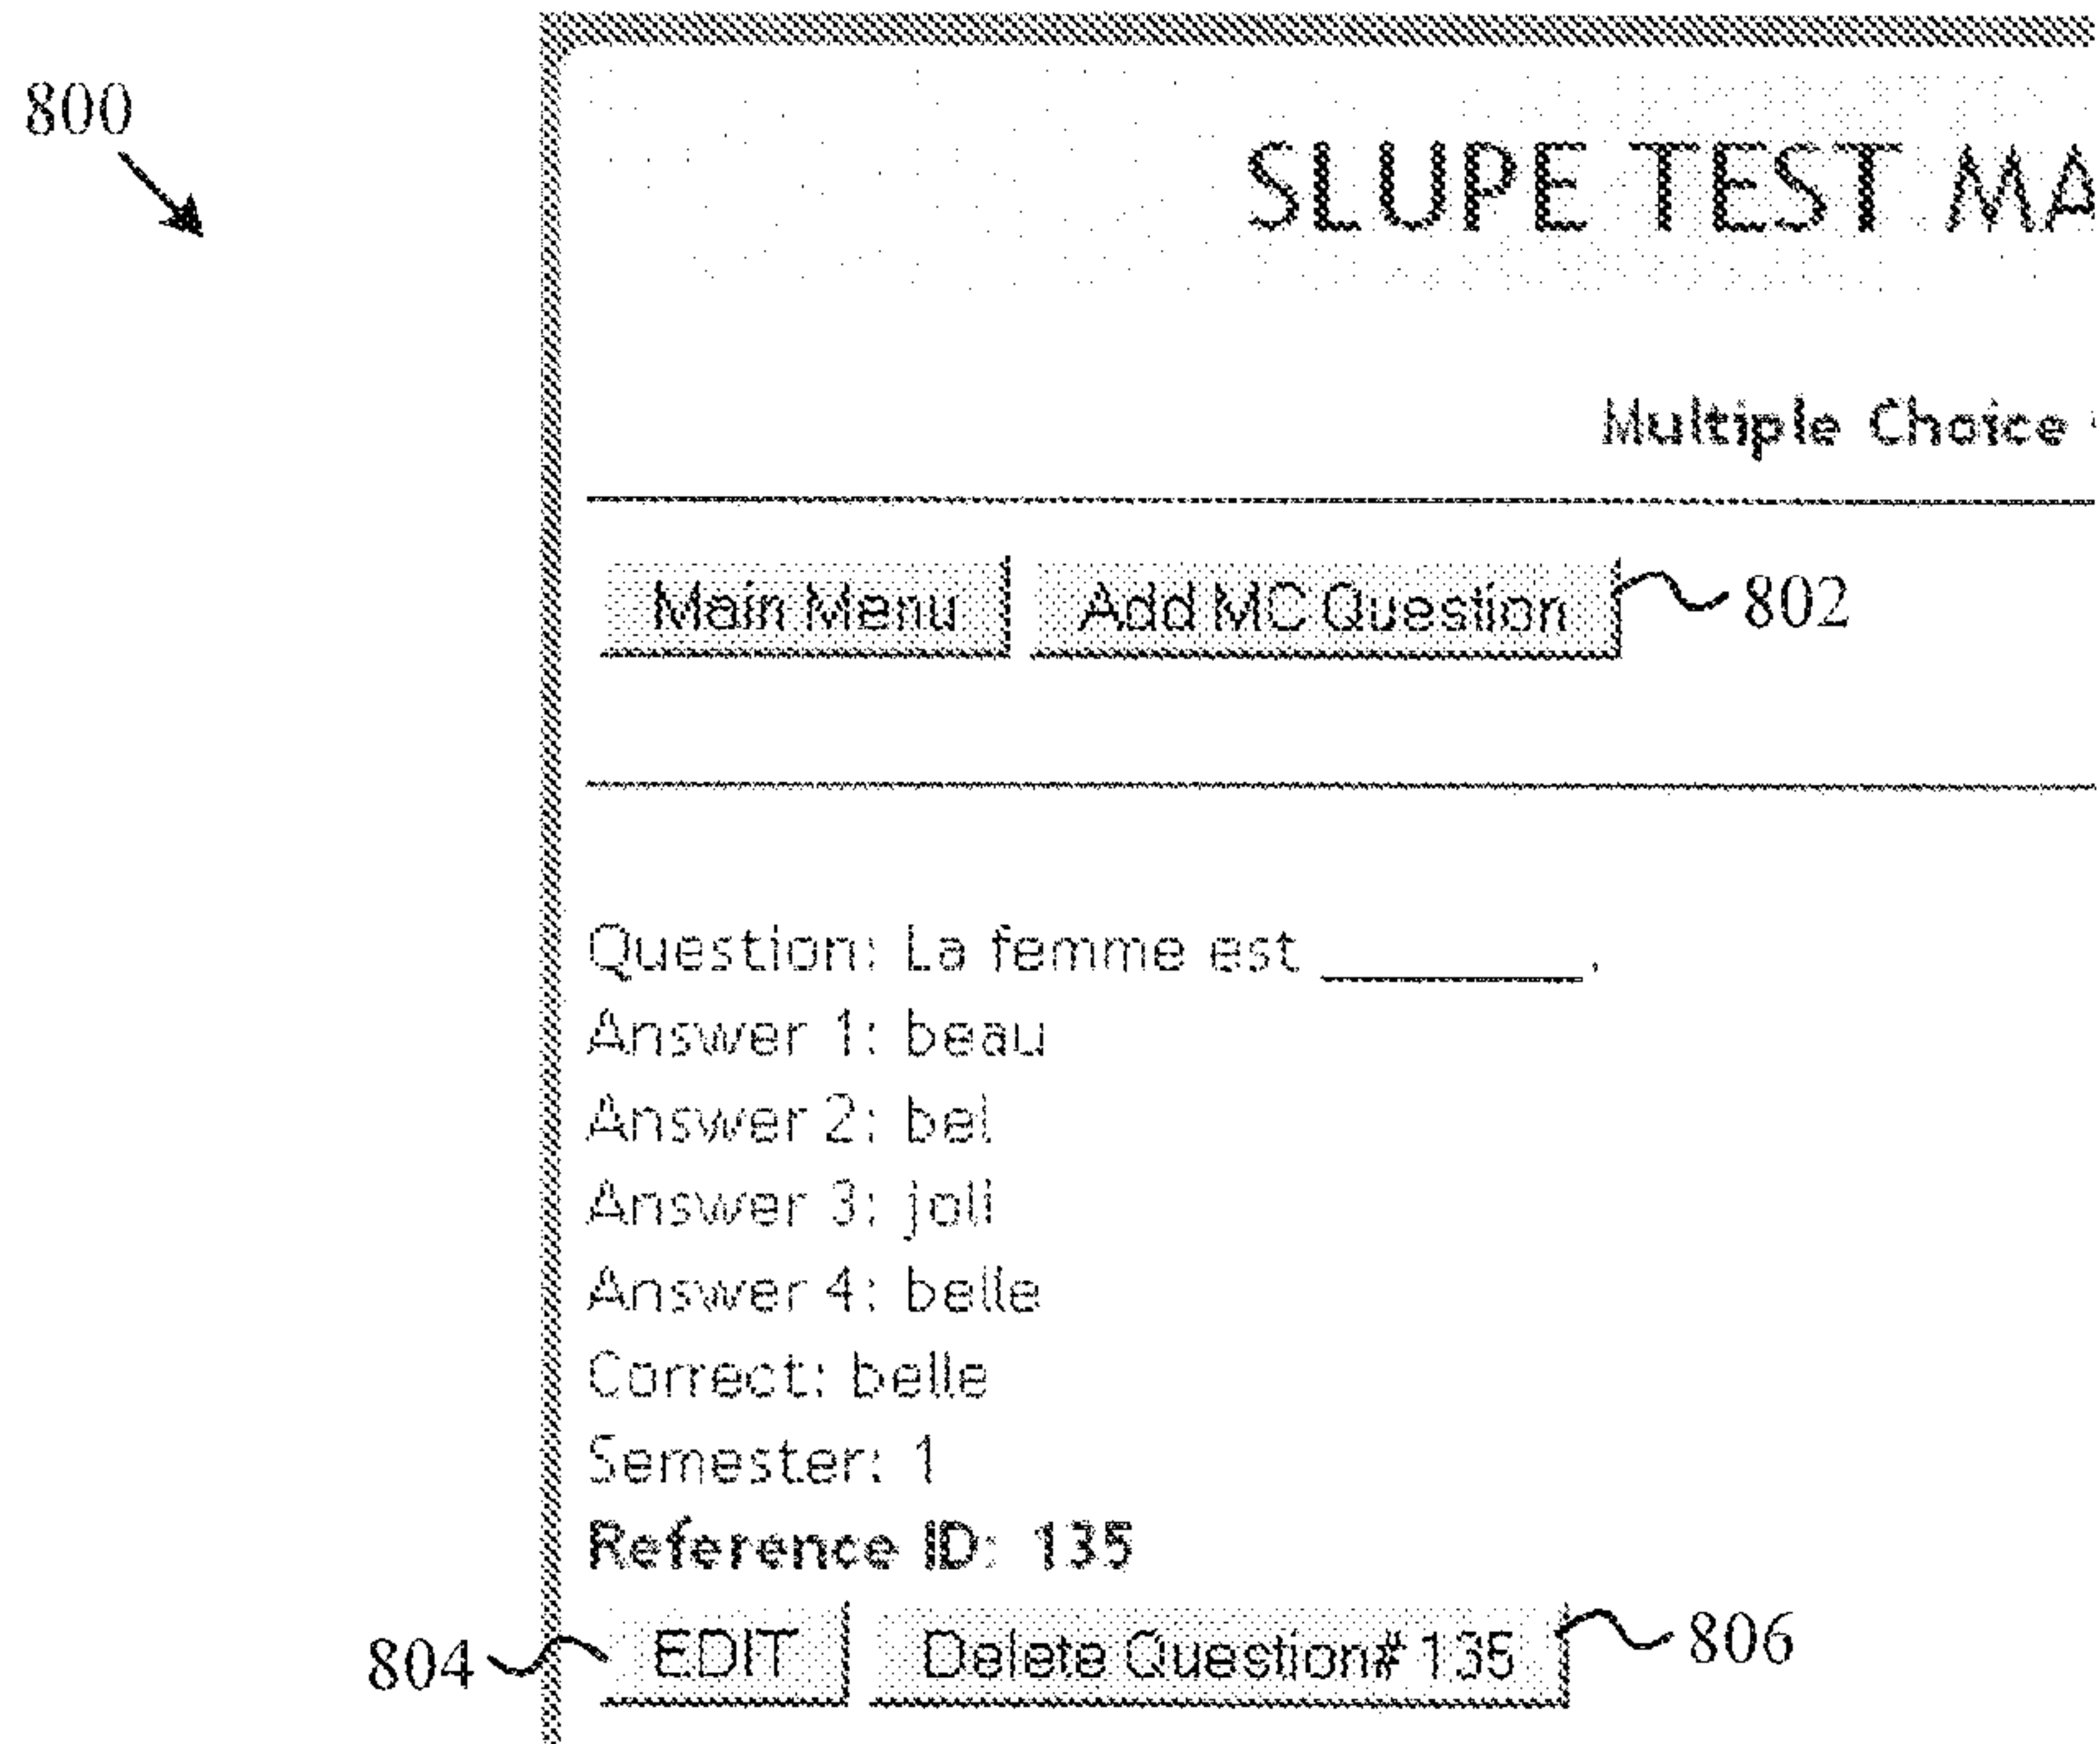 800
SLUPE TEST MA
Multiple Choice
Main Menu Add MC Question 802
Question: La femme est ________.
Answer 1: beau
Answer 2: bel
Answer 3: joli
Answer 4: belle
Correct: belle
Semester: 1
Reference ID: 135
804 EDIT Delete Question# 135 806